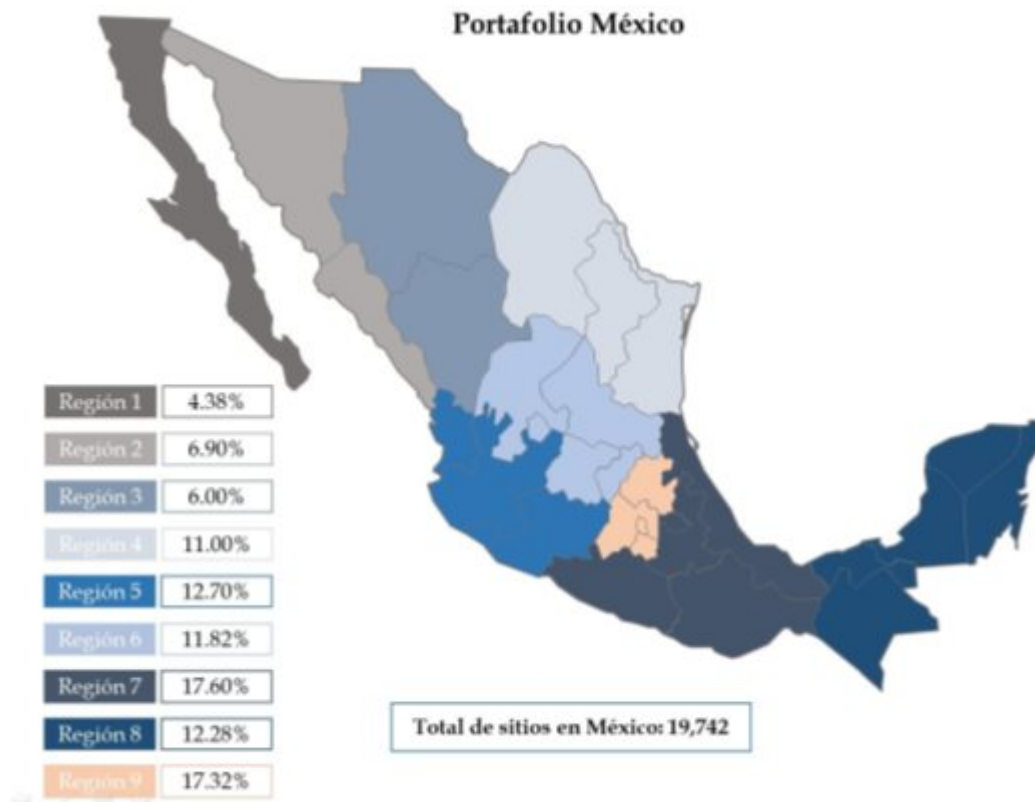 Portafolio México
Región 1 4.38%
Región 2 6.90%
Región 3 6.00%
Región 4 11.00%
Región 5 12.70%
Región 6 11.82%
Región 7 17.60%
Región 8 12.28%
Región 9 17.32%
Total de sitios en México: 19,742